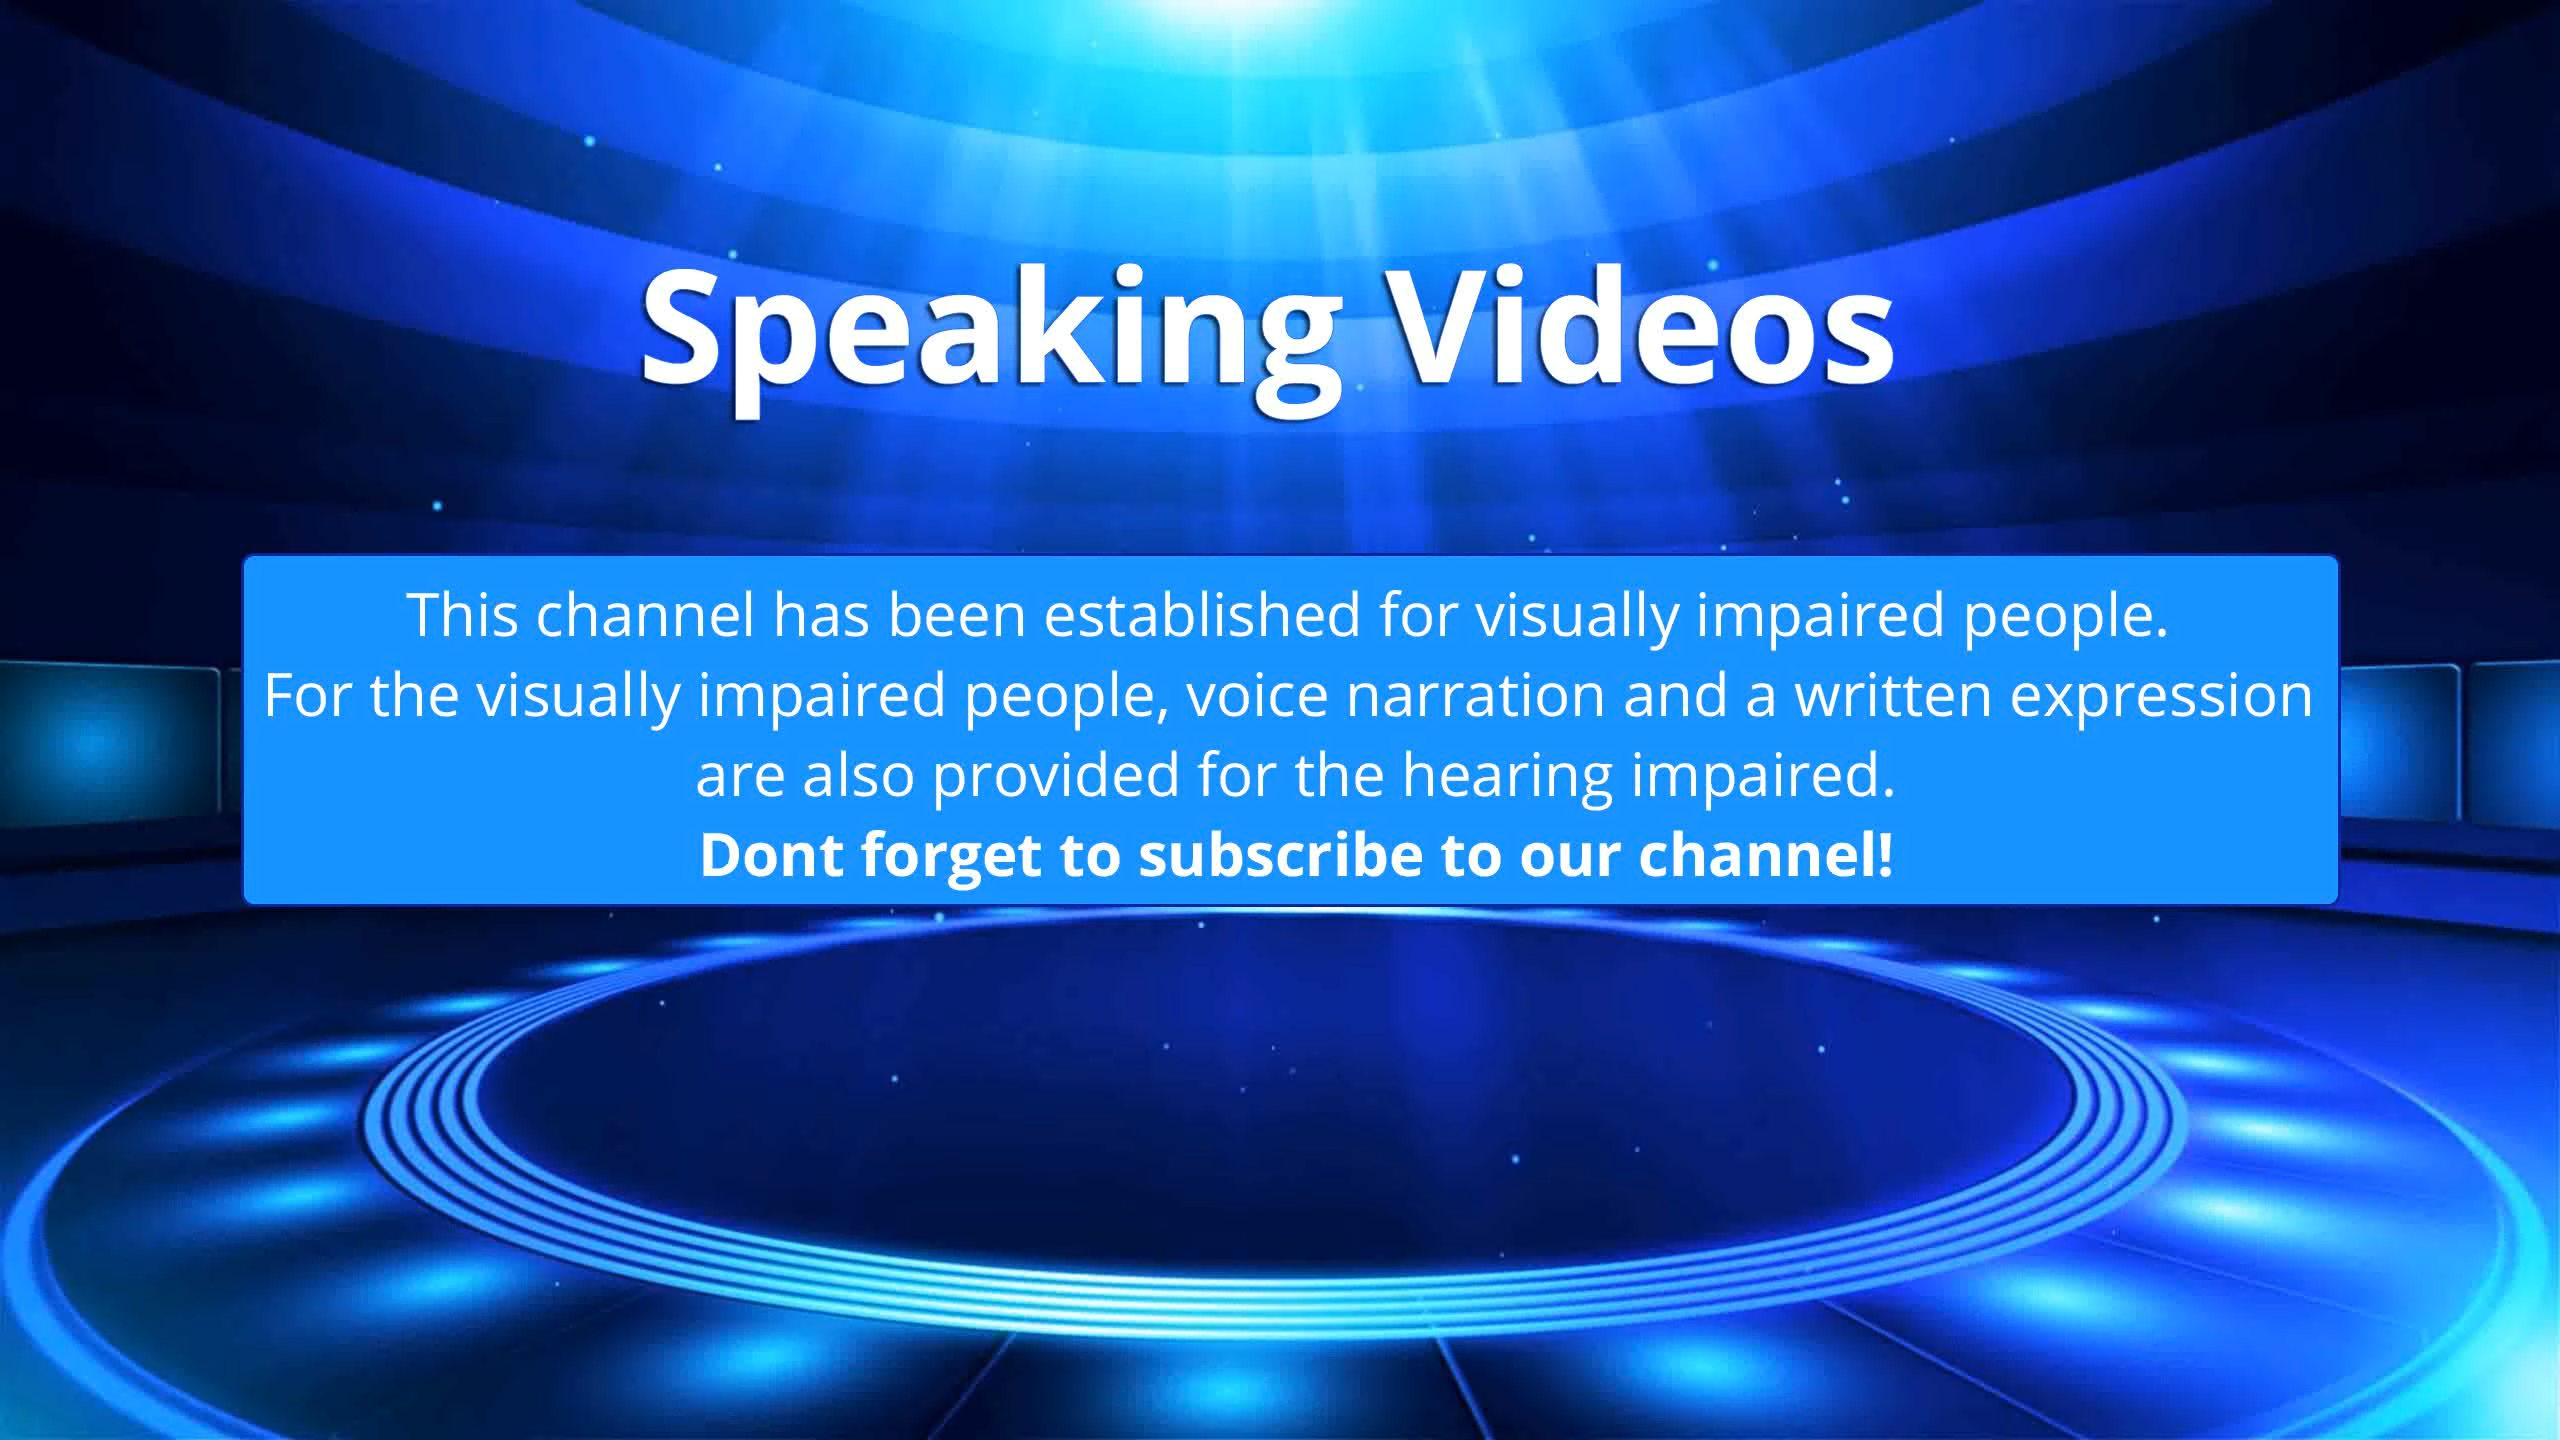 Speaking Videos
This channel has been established for visually impaired people.
For the visually impaired people, voice narration and a written expression
are also provided for the hearing impaired.
Dont forget to subscribe to our channel!